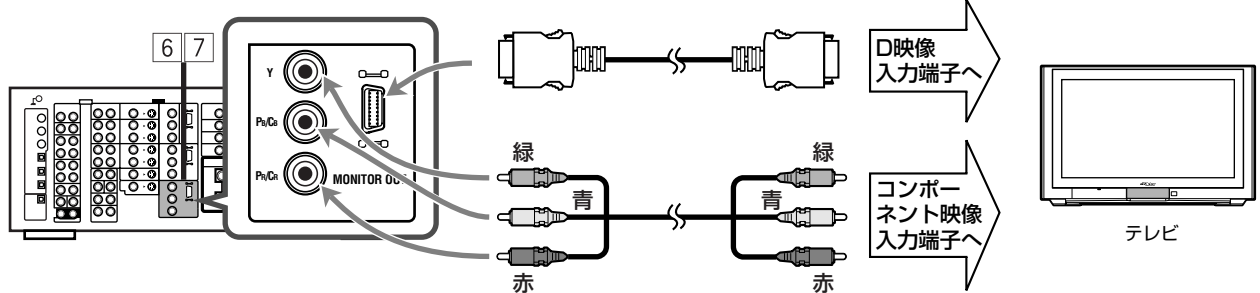 6 7
Y
PB/CB
PR/CR
MONITOR OUT
D映像
入力端子へ
緑
青
赤
緑
青
赤
コンポー
ネント映像
入力端子へ
テレビ